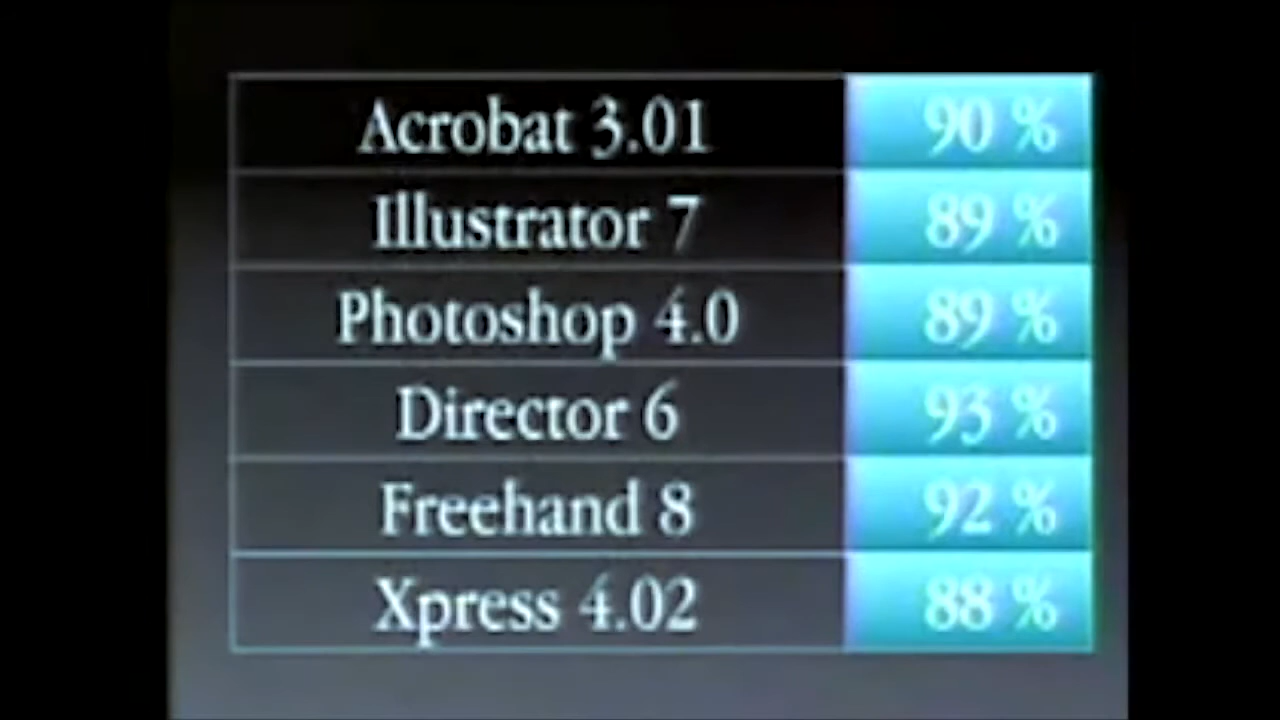 Acrobat 3.01 90 %
Illustrator 7 89 %
Photoshop 4.0 89 %
Director 6 93 %
Freehand 8 92 %
Xpress 4.02 88 %